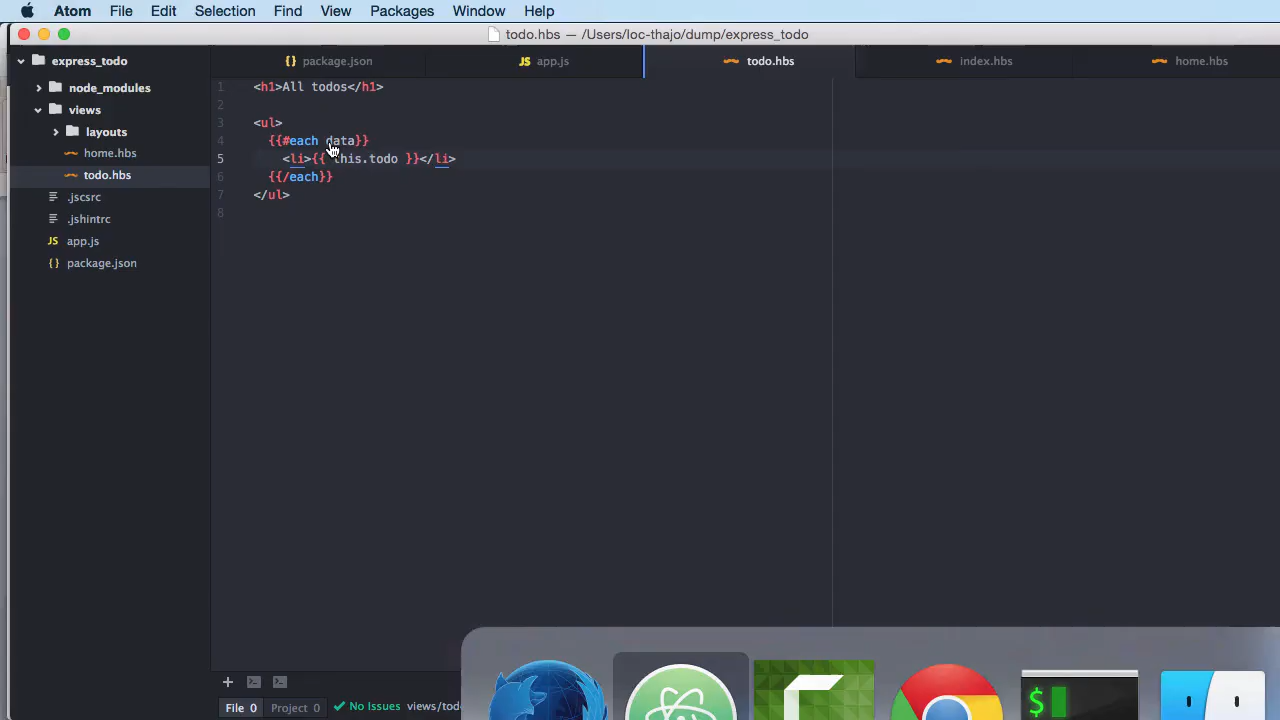 Atom File Edit Selection Find View Packages Window Help
todo.hbs — /Users/loc-thajo/dump/express_todo
express_todo
node_modules
views
layouts
home.hbs
todo.hbs
.jscsrc
.jshintrc
JS app.js
{} package.json
{} package.json JS app.js todo.hbs index.hbs home.hbs
1 <h1>All todos</h1>
2
3 <ul>
4 {{#each data}}
5 <li>{{ this.todo }}</li>
6 {{/each}}
7 </ul>
8
+
File 0 Project 0 No Issues views/todo
$